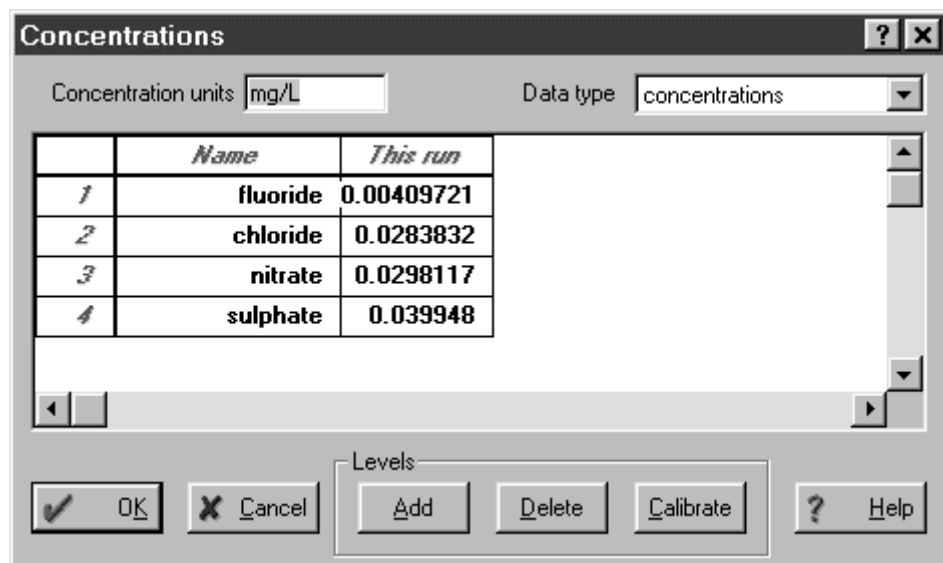 Concentrations
Concentration units mg/L Data type concentrations
Name This run
1 fluoride 0.00409721
2 chloride 0.0283832
3 nitrate 0.0298117
4 sulphate 0.039948
Levels
OK Cancel Add Delete Calibrate ? Help